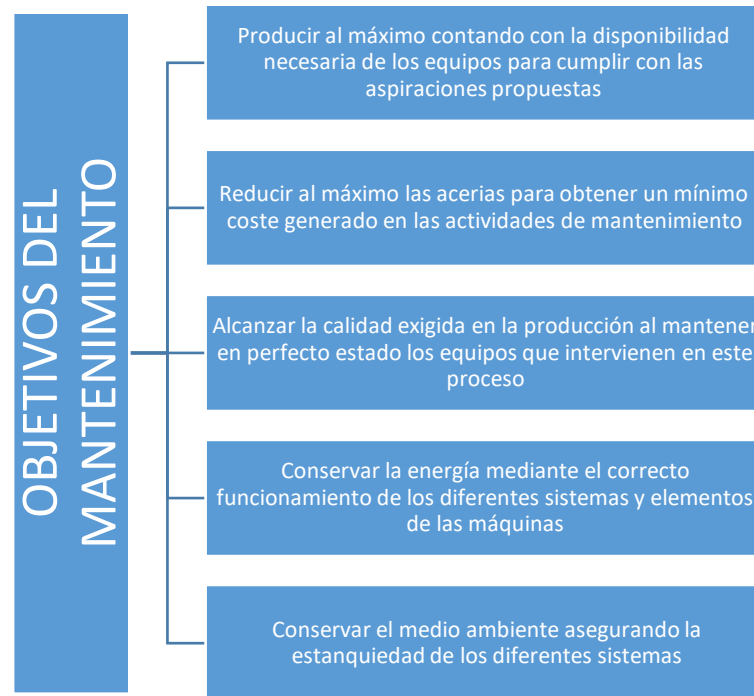 OBJETIVOS DEL
MANTENIMIENTO
Producir al máximo contando con la disponibilidad
necesaria de los equipos para cumplir con las
aspiraciones propuestas
Reducir al máximo las acerias para obtener un mínimo
coste generado en las actividades de mantenimiento
Alcanzar la calidad exigida en la producción al mantener
en perfecto estado los equipos que intervienen en este
proceso
Conservar la energía mediante el correcto
funcionamiento de los diferentes sistemas y elementos
de las máquinas
Conservar el medio ambiente asegurando la
estanquiedad de los diferentes sistemas